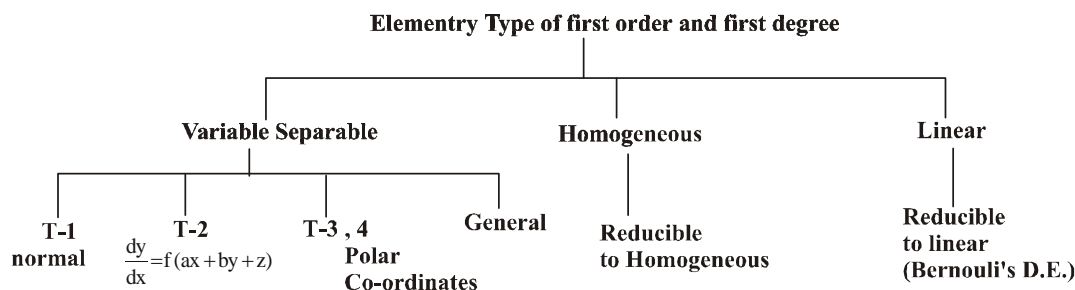 Elementry Type of first order and first degree
Variable Separable
Homogeneous
Linear
T-1
normal
T-2
dy/dx=f(ax+by+z)
T-3 , 4
Polar
Co-ordinates
General
Reducible
to Homogeneous
Reducible
to linear
(Bernouli's D.E.)